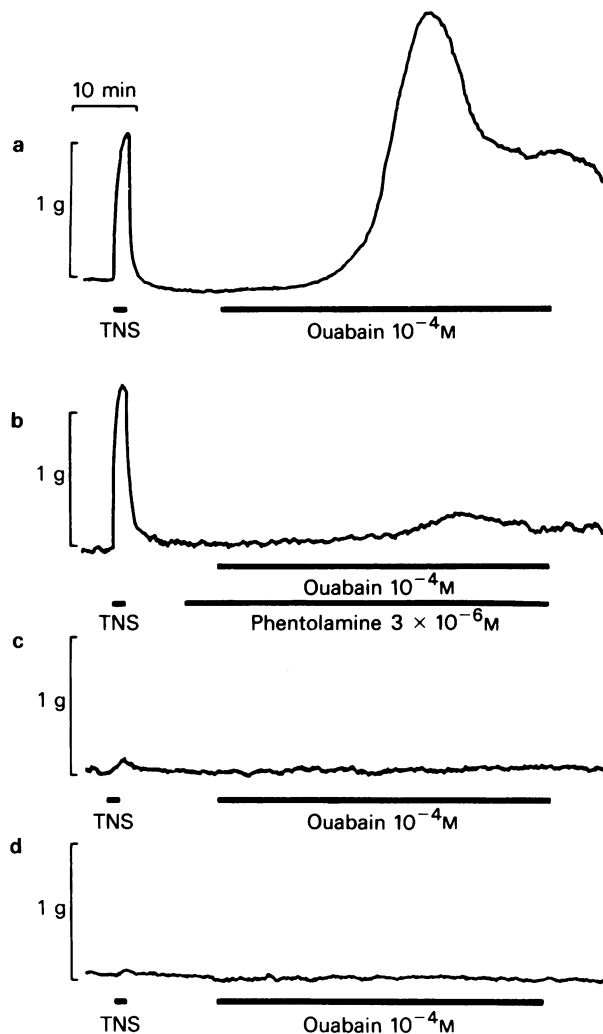 10 min
a
1 g
TNS Ouabain 10⁻⁴M
b
1 g
Ouabain 10⁻⁴M
TNS Phentolamine 3 × 10⁻⁶M
c
1 g
TNS Ouabain 10⁻⁴M
d
1 g
TNS Ouabain 10⁻⁴M